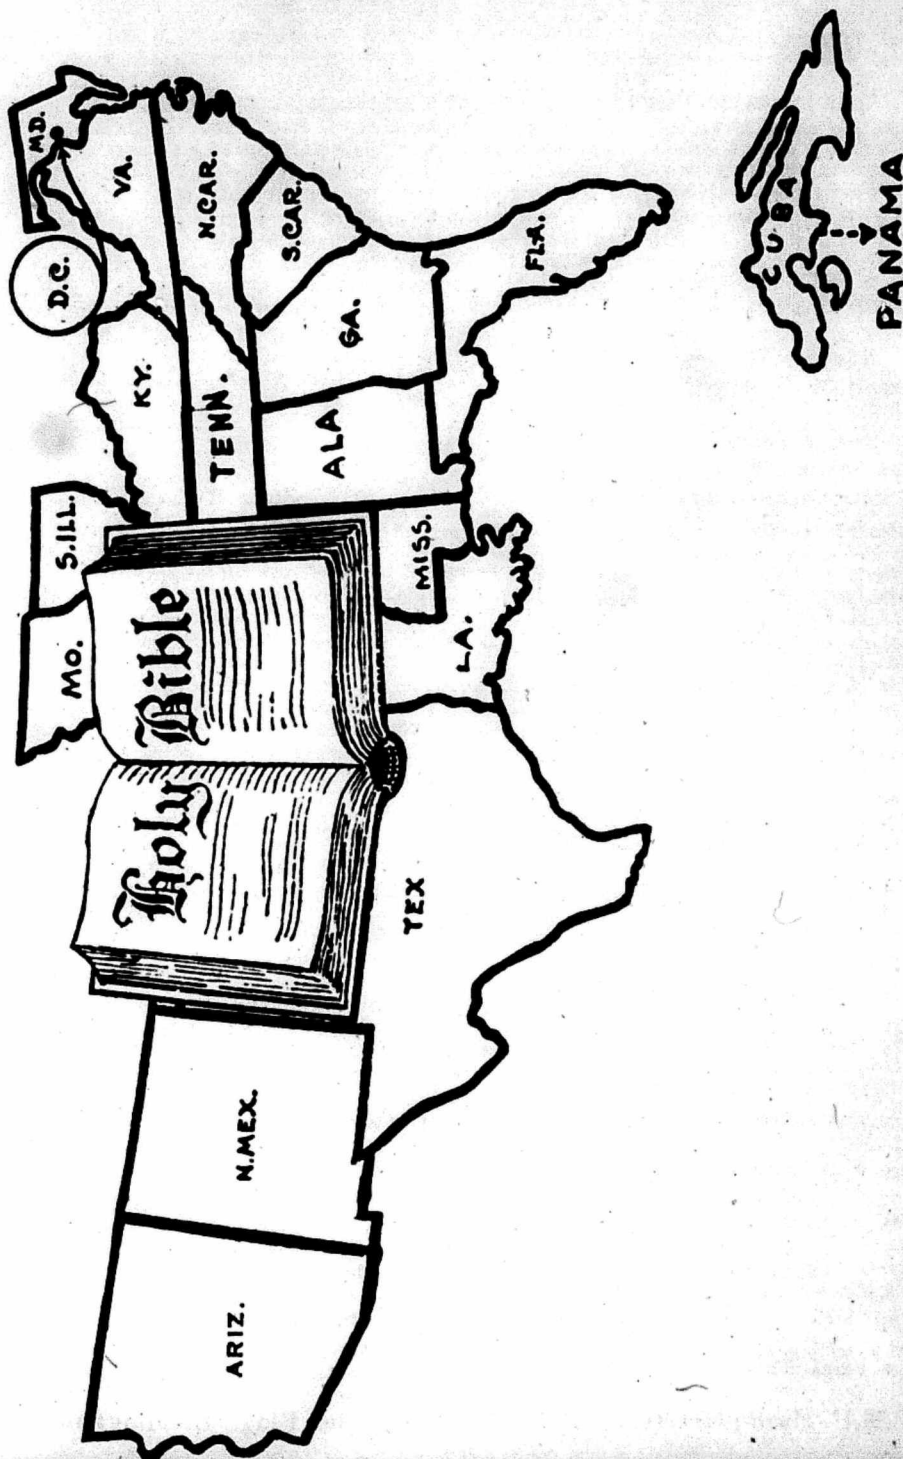 MD.
D.C.
VA.
S.ILL.
KY.
MO.
N.CAR.
TENN.
S.CAR.
Holy Bible
GA.
ALA
MISS.
LA.
FLA.
N.MEX.
ARIZ.
TEX
CUBA
PANAMA